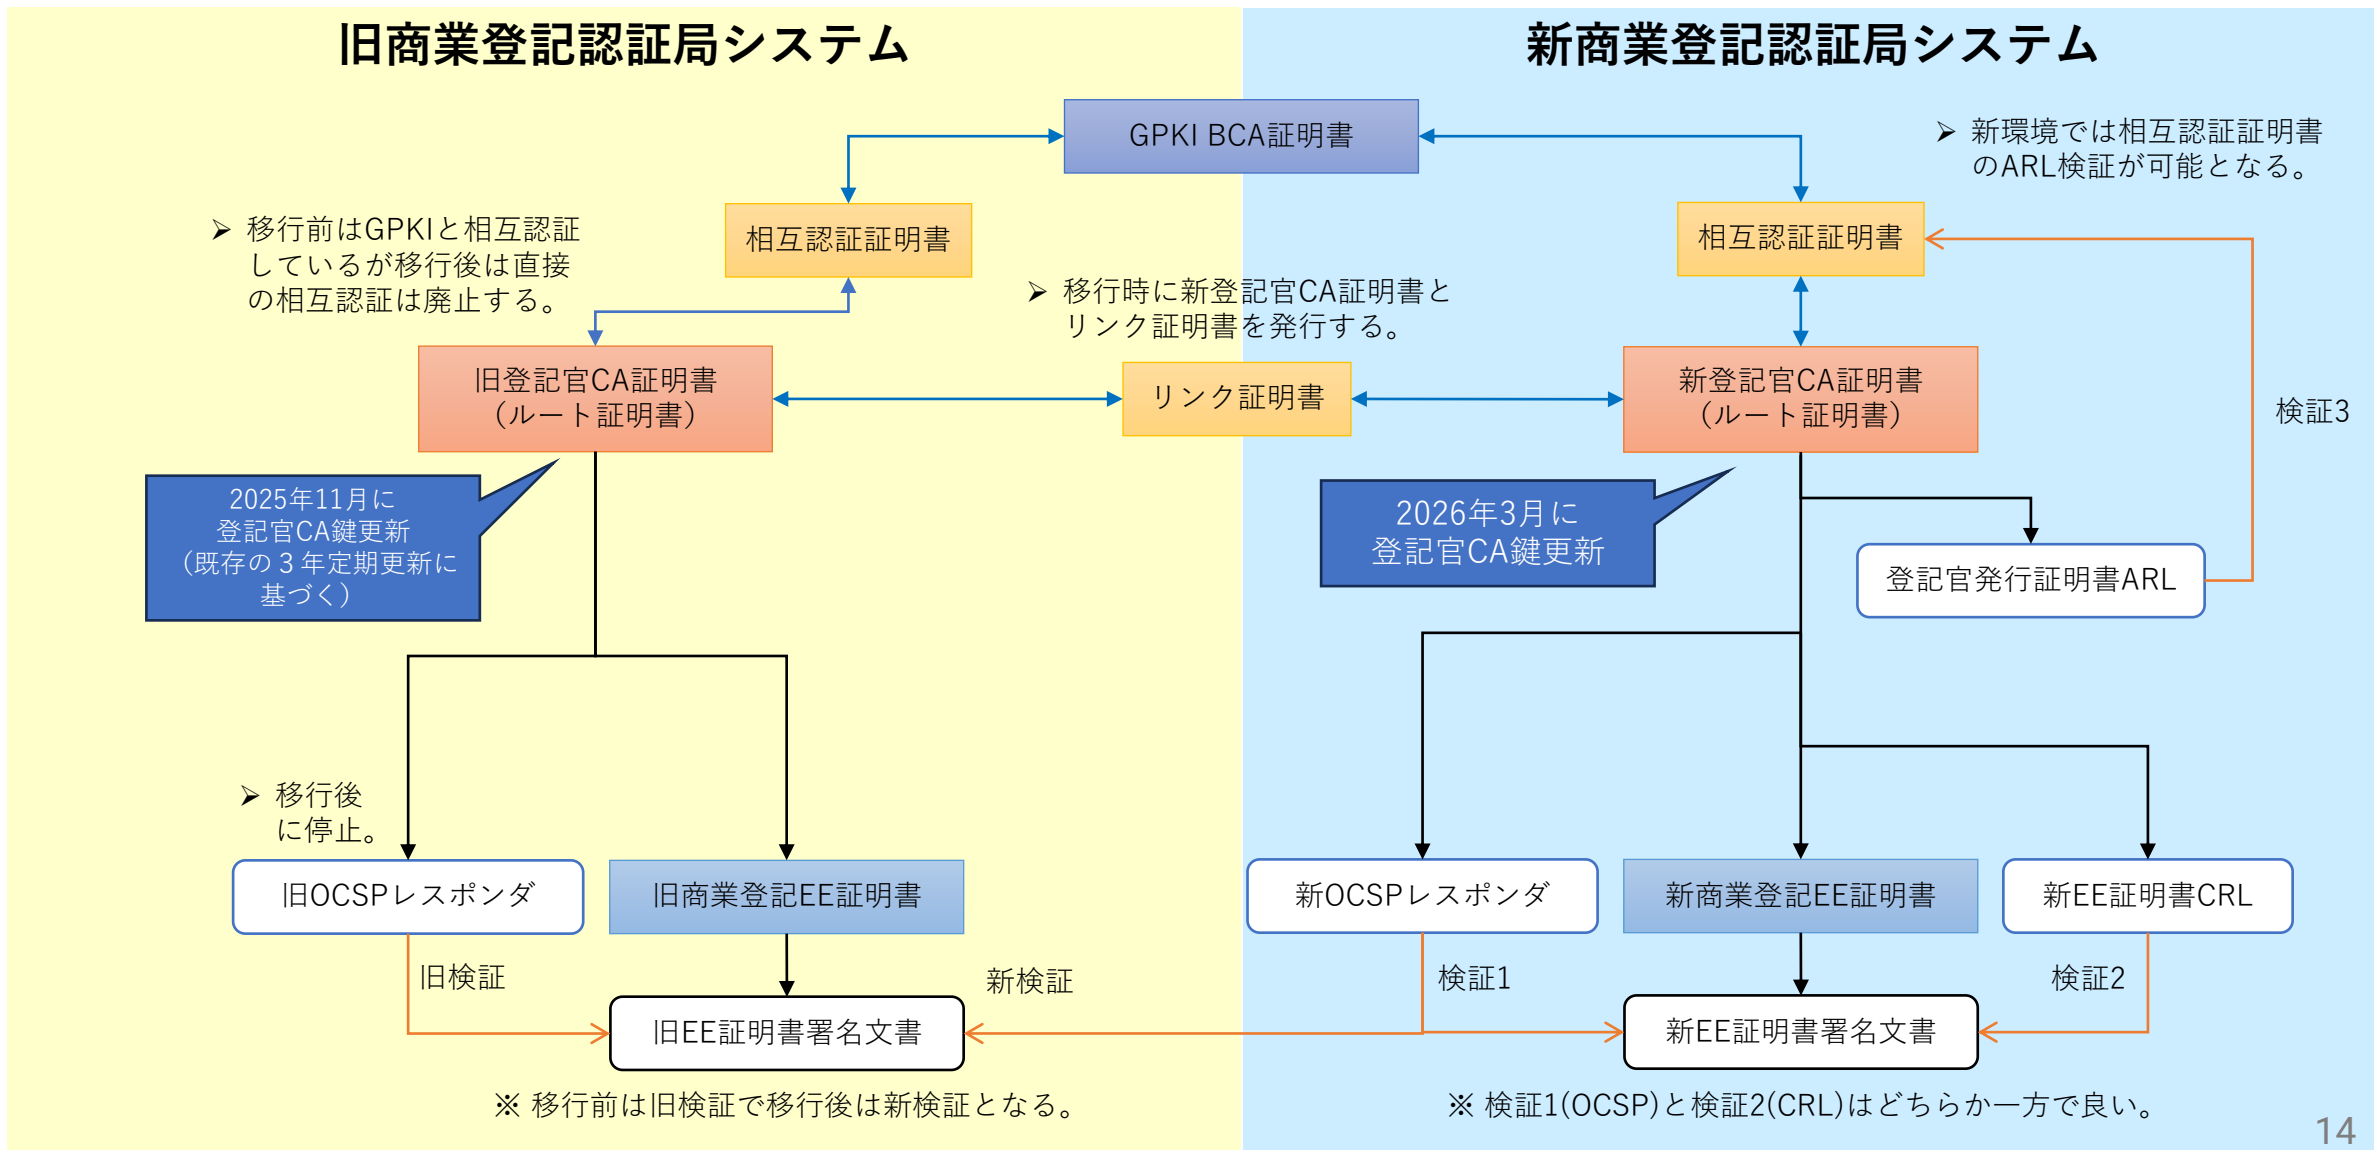 旧商業登記認証局システム
新商業登記認証局システム
GPKI BCA証明書
➢ 新環境では相互認証証明書
のARL検証が可能となる。
➢ 移行前はGPKIと相互認証
しているが移行後は直接
の相互認証は廃止する。
相互認証証明書
相互認証証明書
➢ 移行時に新登記官CA証明書と
リンク証明書を発行する。
旧登記官CA証明書
（ルート証明書）
リンク証明書
新登記官CA証明書
（ルート証明書）
検証3
2025年11月に
登記官CA鍵更新
（既存の３年定期更新に
基づく）
2026年3月に
登記官CA鍵更新
登記官発行証明書ARL
➢ 移行後
に停止。
旧OCSPレスポンダ
旧商業登記EE証明書
新OCSPレスポンダ
新商業登記EE証明書
新EE証明書CRL
旧検証
新検証
検証1
検証2
旧EE証明書署名文書
新EE証明書署名文書
※ 移行前は旧検証で移行後は新検証となる。
※ 検証1(OCSP)と検証2(CRL)はどちらか一方で良い。
14